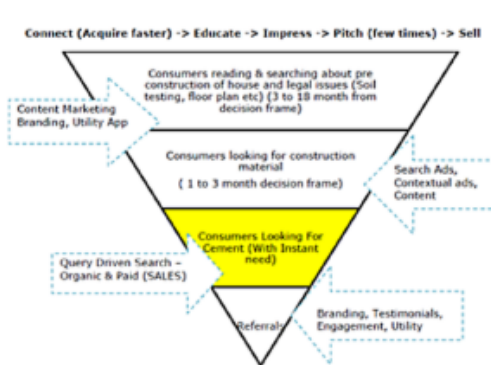 Connect (Acquire faster) -> Educate -> Impress -> Pitch (few times) -> Sell
Consumers reading & searching about pre
construction of house and legal issues (Soil
testing, floor plan etc) (3 to 18 month from
decision frame)
Content Marketing
Branding, Utility App
Consumers looking for construction
material
( 1 to 3 month decision frame)
Search Ads,
Contextual ads,
Content
Consumers Looking For
Cement (With Instant
need)
Query Driven Search –
Organic & Paid (SALES)
Referrals
Branding, Testimonials,
Engagement, Utility